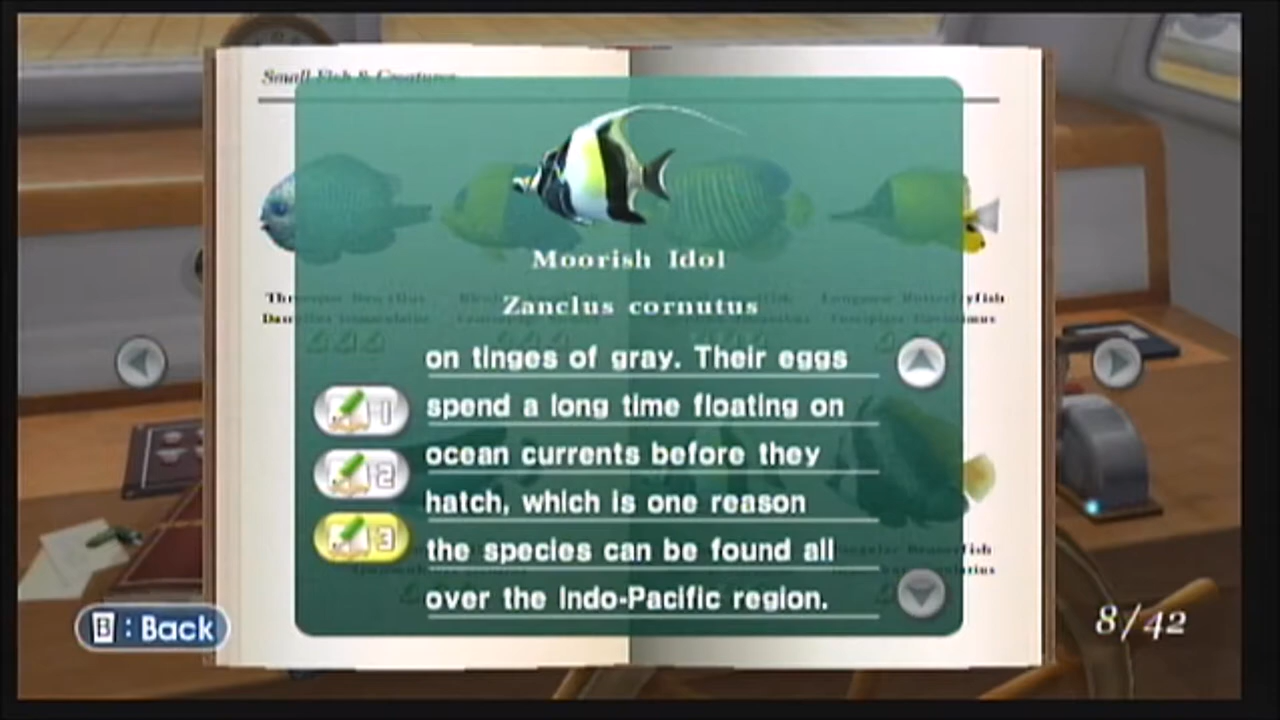 Small Fish & Creatures
Moorish Idol
Zanclus cornutus
on tinges of gray. Their eggs
1
spend a long time floating on
2
ocean currents before they
hatch, which is one reason
3
the species can be found all
over the Indo-Pacific region.
B : Back
8/42